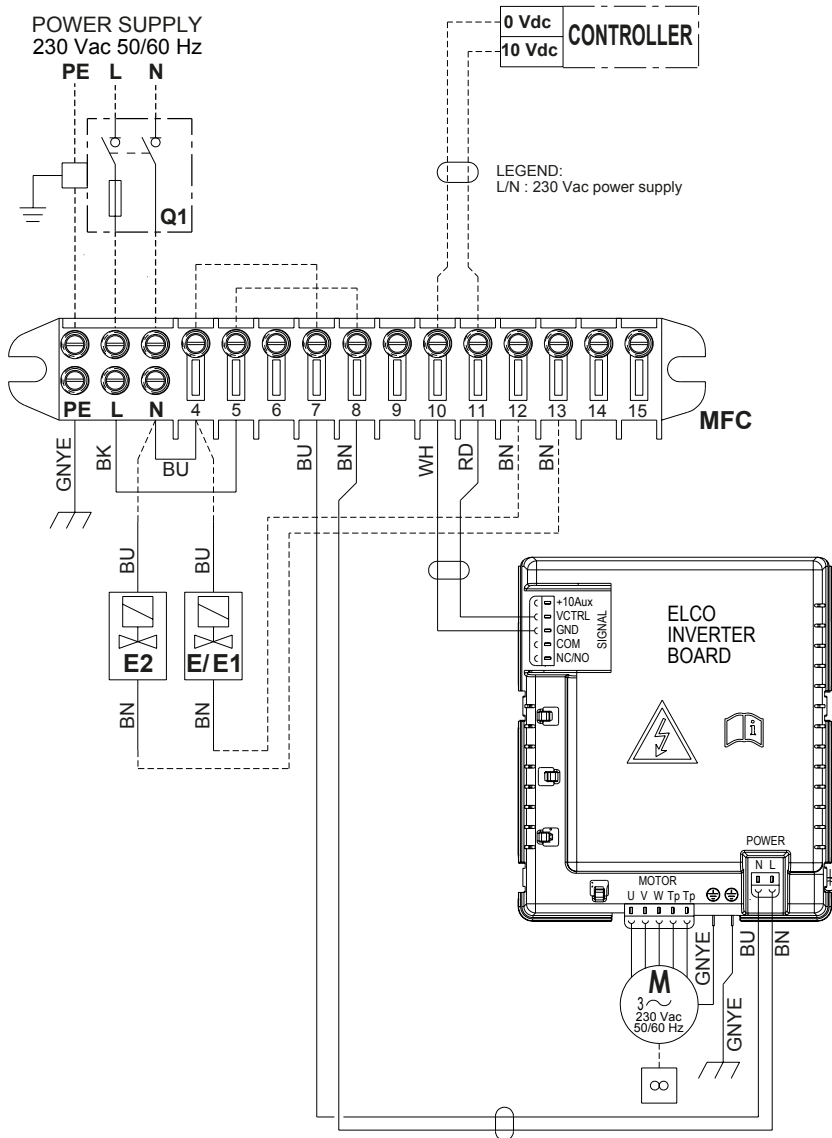 POWER SUPPLY
230 Vac 50/60 Hz
PE L N
0 Vdc
10 Vdc
CONTROLLER
LEGEND:
L/N : 230 Vac power supply
Q1
PE L N 4 5 6 7 8 9 10 11 12 13 14 15
MFC
GNYE
BK
BU
BU
BN
WH
RD
BN
BN
BU
BU
E2
E/E1
BN
BN
+10Aux
VCTRL
GND
COM
NC/NO
SIGNAL
ELCO
INVERTER
BOARD
i
POWER
N L
MOTOR
U V W Tp Tp
GNYE
GNYE
BU
BN
M
3~
230 Vac
50/60 Hz